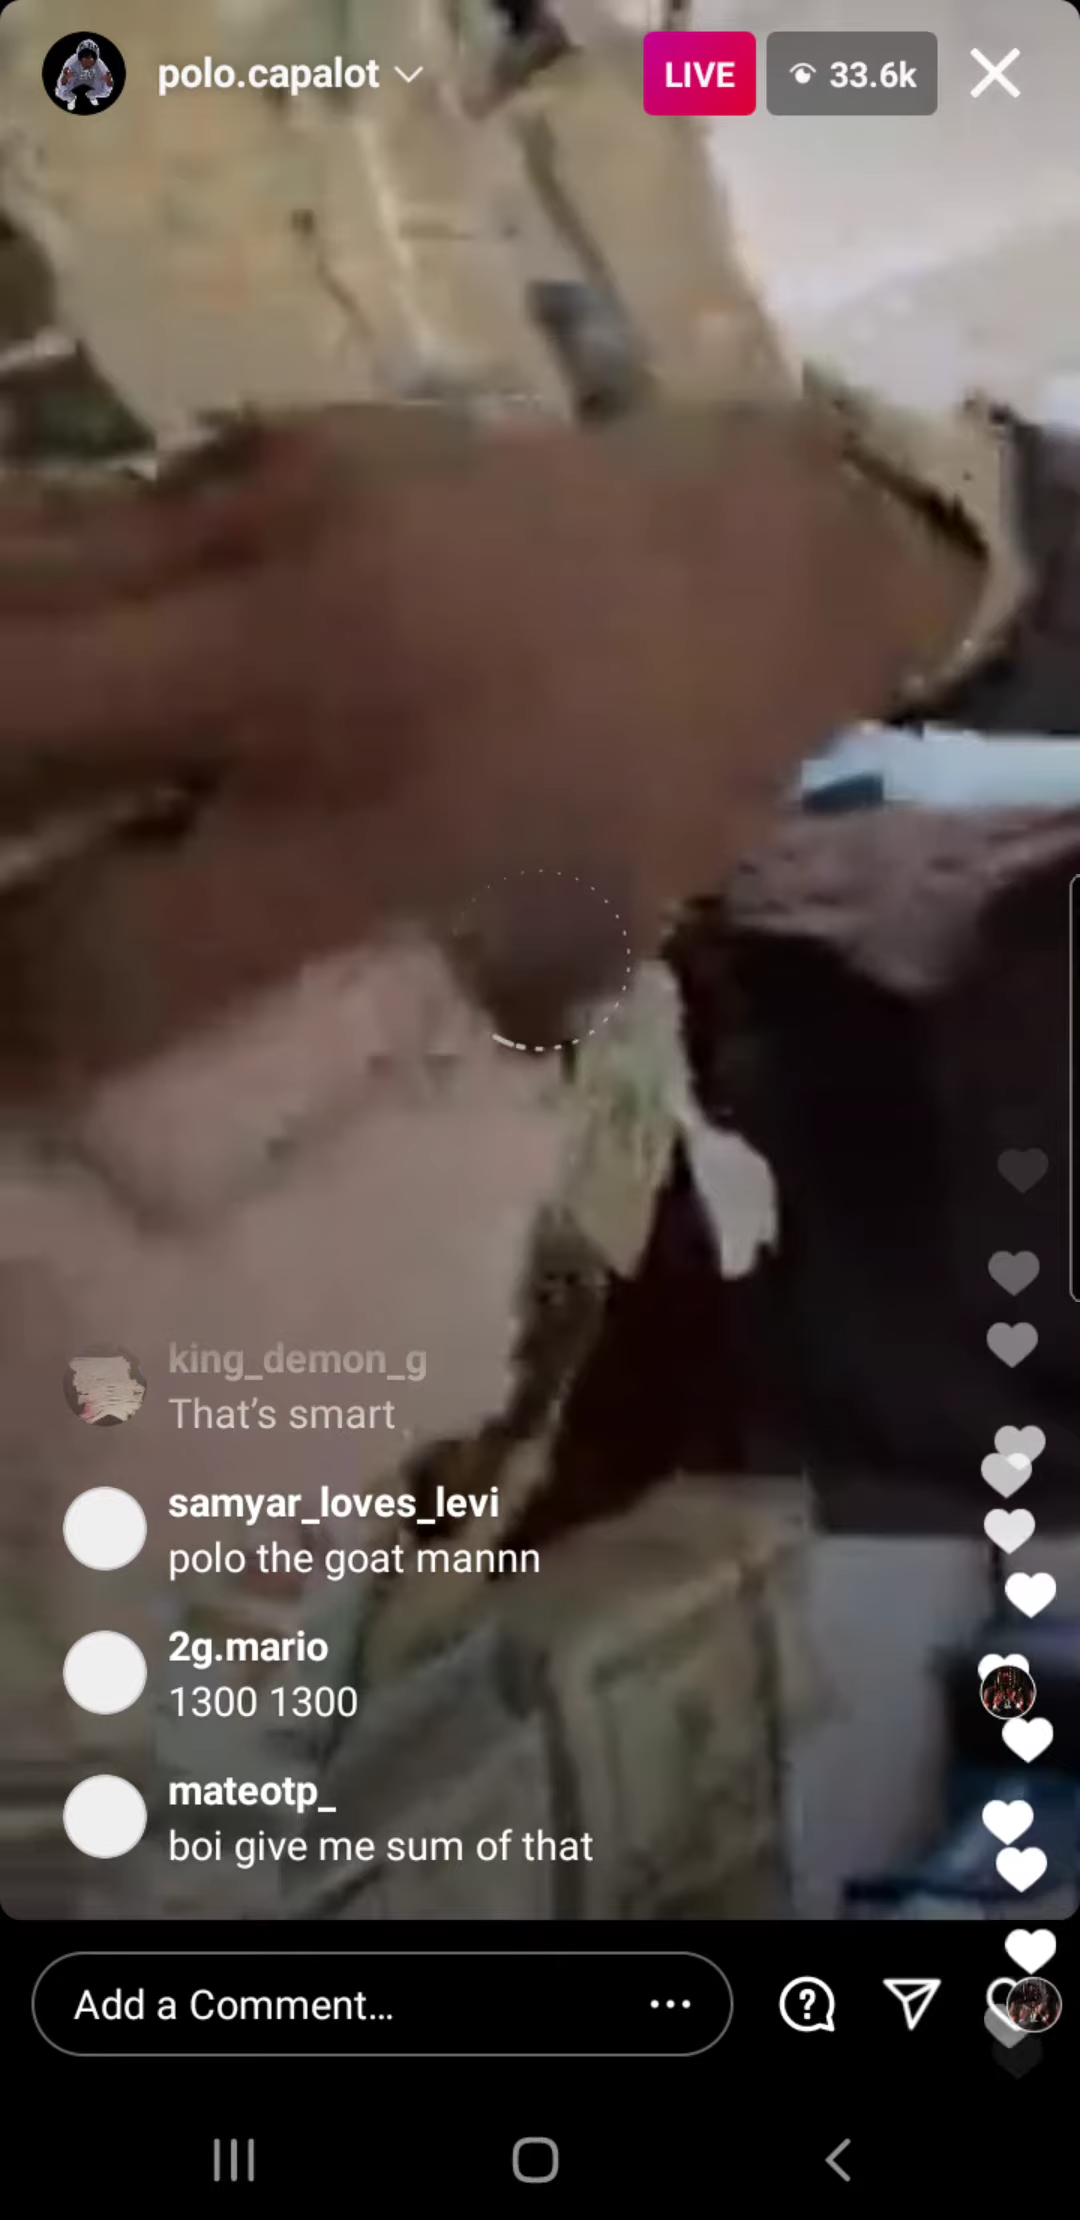 polo.capalot
LIVE
33.6k
king_demon_g
That’s smart
samyar_loves_levi
polo the goat mannn
2g.mario
1300 1300
mateotp_
boi give me sum of that
Add a Comment...